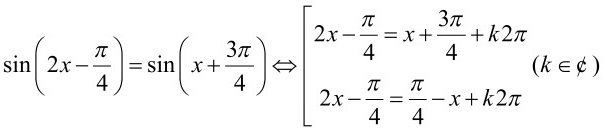 sin(2x − π/4) = sin(x + 3π/4) ⇔ [ 2x − π/4 = x + 3π/4 + k2π
2x − π/4 = π/4 − x + k2π (k ∈ ¢)